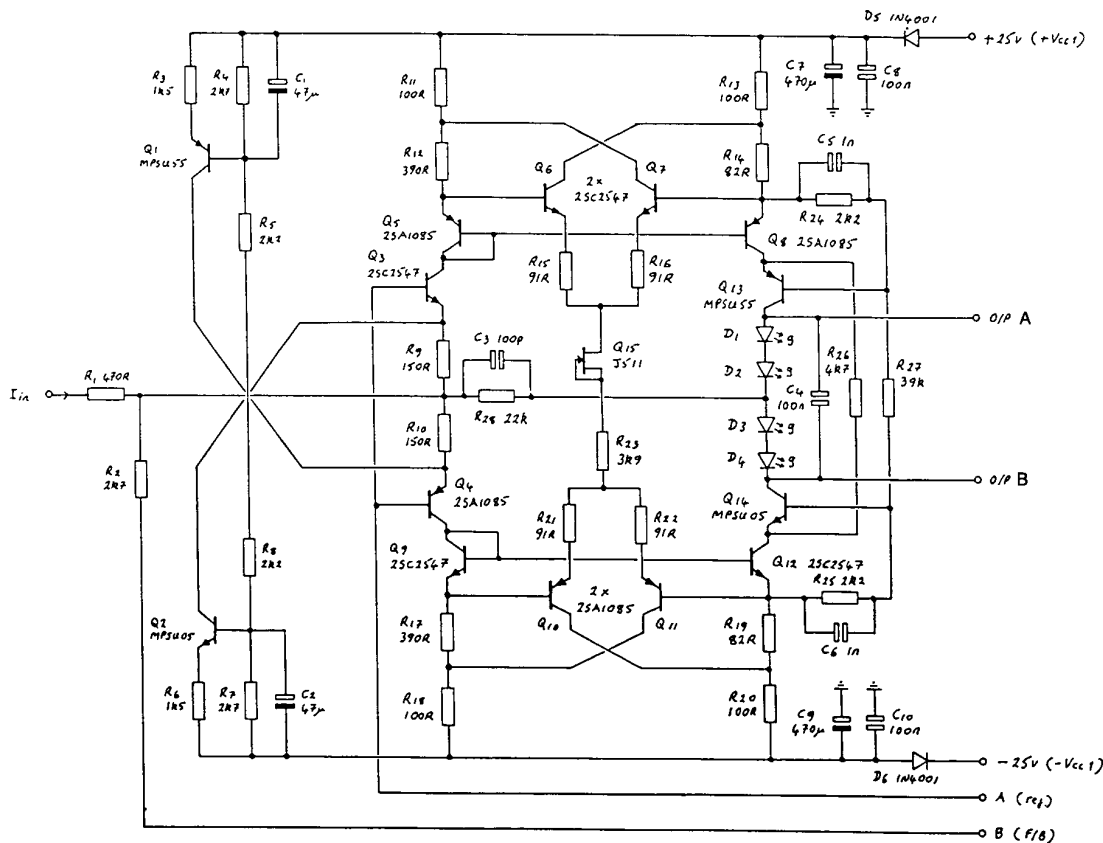 D5 1N4001
+25v (+Vcc1)
R3
1k5
R4
2k7
C1
47µ
R11
100R
R13
100R
C7
470µ
C8
100n
Q1
MPSU55
R12
390R
Q6
Q7
2x
2SC2547
R14
82R
C5 1n
R24 2k2
R5
2k2
Q5
2SA1085
Q8 2SA1085
Q3
2SC2547
R15
91R
R16
91R
Q13
MPSU55
O/P A
D1
R9
150R
C3 100p
Q15
J511
D2
R26
4k7
R27
39k
R1 470R
Iin
R28 22k
C4
100n
R10
150R
R23
3k9
D3
D4
R2
2k7
Q4
2SA1085
O/P B
Q14
MPSU05
R21
91R
R22
91R
R8
2k2
Q9
2SC2547
Q12 2SC2547
R25 2k2
2x
2SA1085
Q10
Q11
Q2
MPSU05
R17
390R
R19
82R
C6 1n
R6
1k5
R7
2k7
C2
47µ
R18
100R
R20
100R
C9
470µ
C10
100n
D6 1N4001
-25v (-Vcc1)
A (ref)
B (F/B)